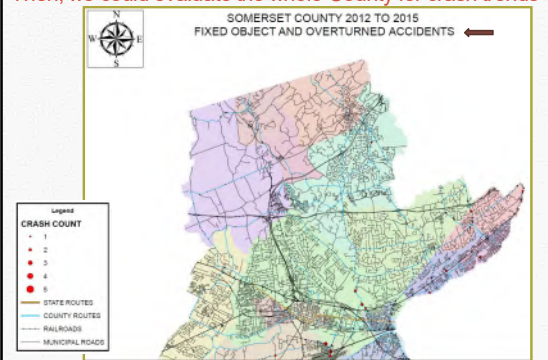 Then, we could evaluate the whole County for crash trends
SOMERSET COUNTY 2012 TO 2015
FIXED OBJECT AND OVERTURNED ACCIDENTS
N
W E
S
Legend
CRASH COUNT
1
2
3
4
5
STATE ROUTES
COUNTY ROUTES
RAILROADS
MUNICIPAL ROADS